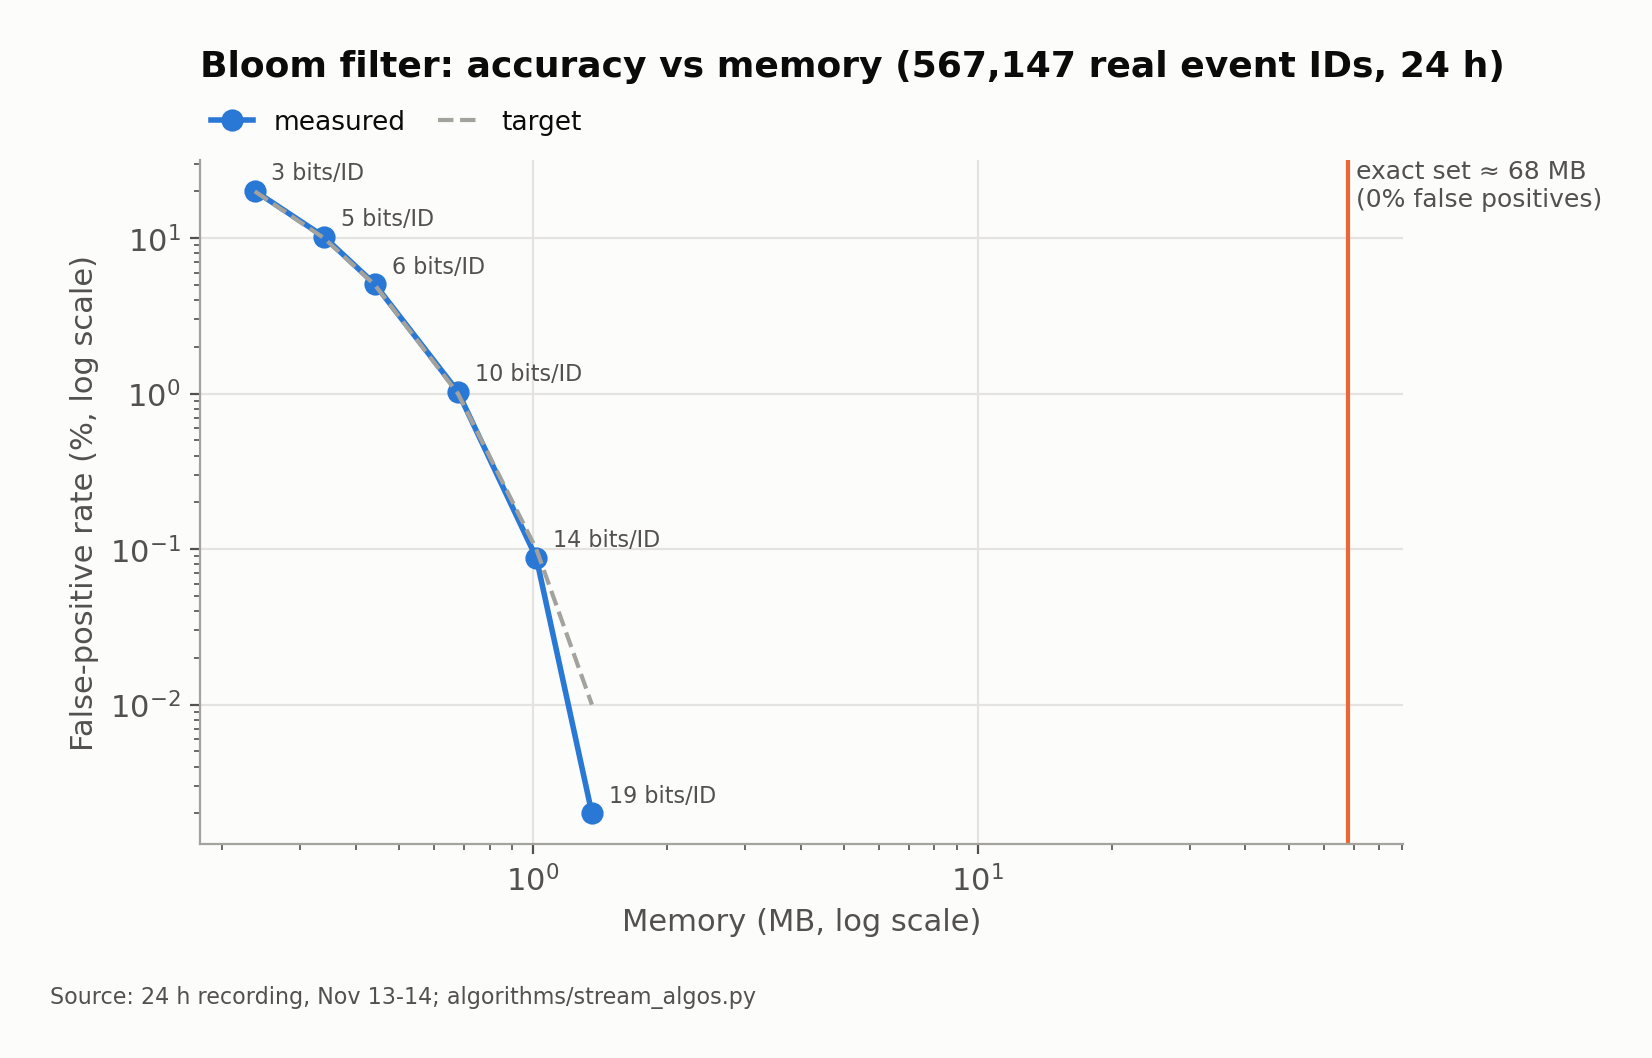 Bloom filter: accuracy vs memory (567,147 real event IDs, 24 h)
measured
target
exact set ≈ 68 MB
(0% false positives)
3 bits/ID
5 bits/ID
6 bits/ID
10 bits/ID
14 bits/ID
19 bits/ID
False-positive rate (%, log scale)
10¹
10⁰
10⁻¹
10⁻²
10⁰
10¹
Memory (MB, log scale)
Source: 24 h recording, Nov 13-14; algorithms/stream_algos.py